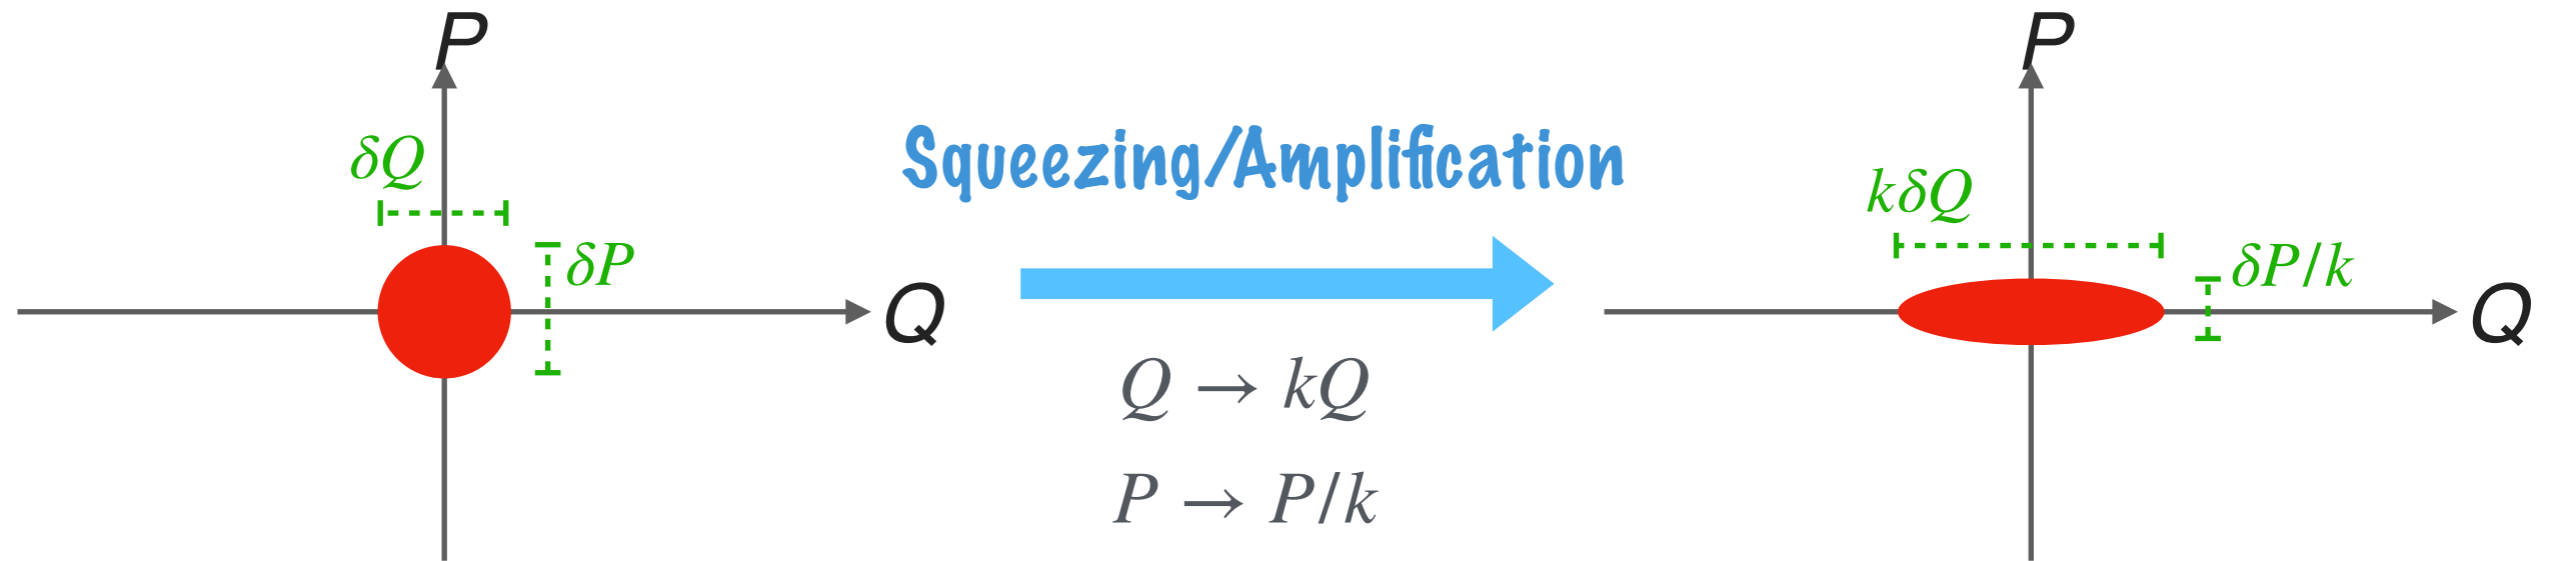 P
δQ
δP
Q
Squeezing/Amplification
Q → kQ
P → P/k
P
kδQ
δP/k
Q